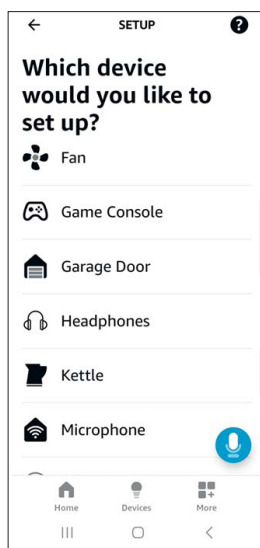 SETUP
?
Which device
would you like to
set up?
Fan
Game Console
Garage Door
Headphones
Kettle
Microphone
Home Devices More